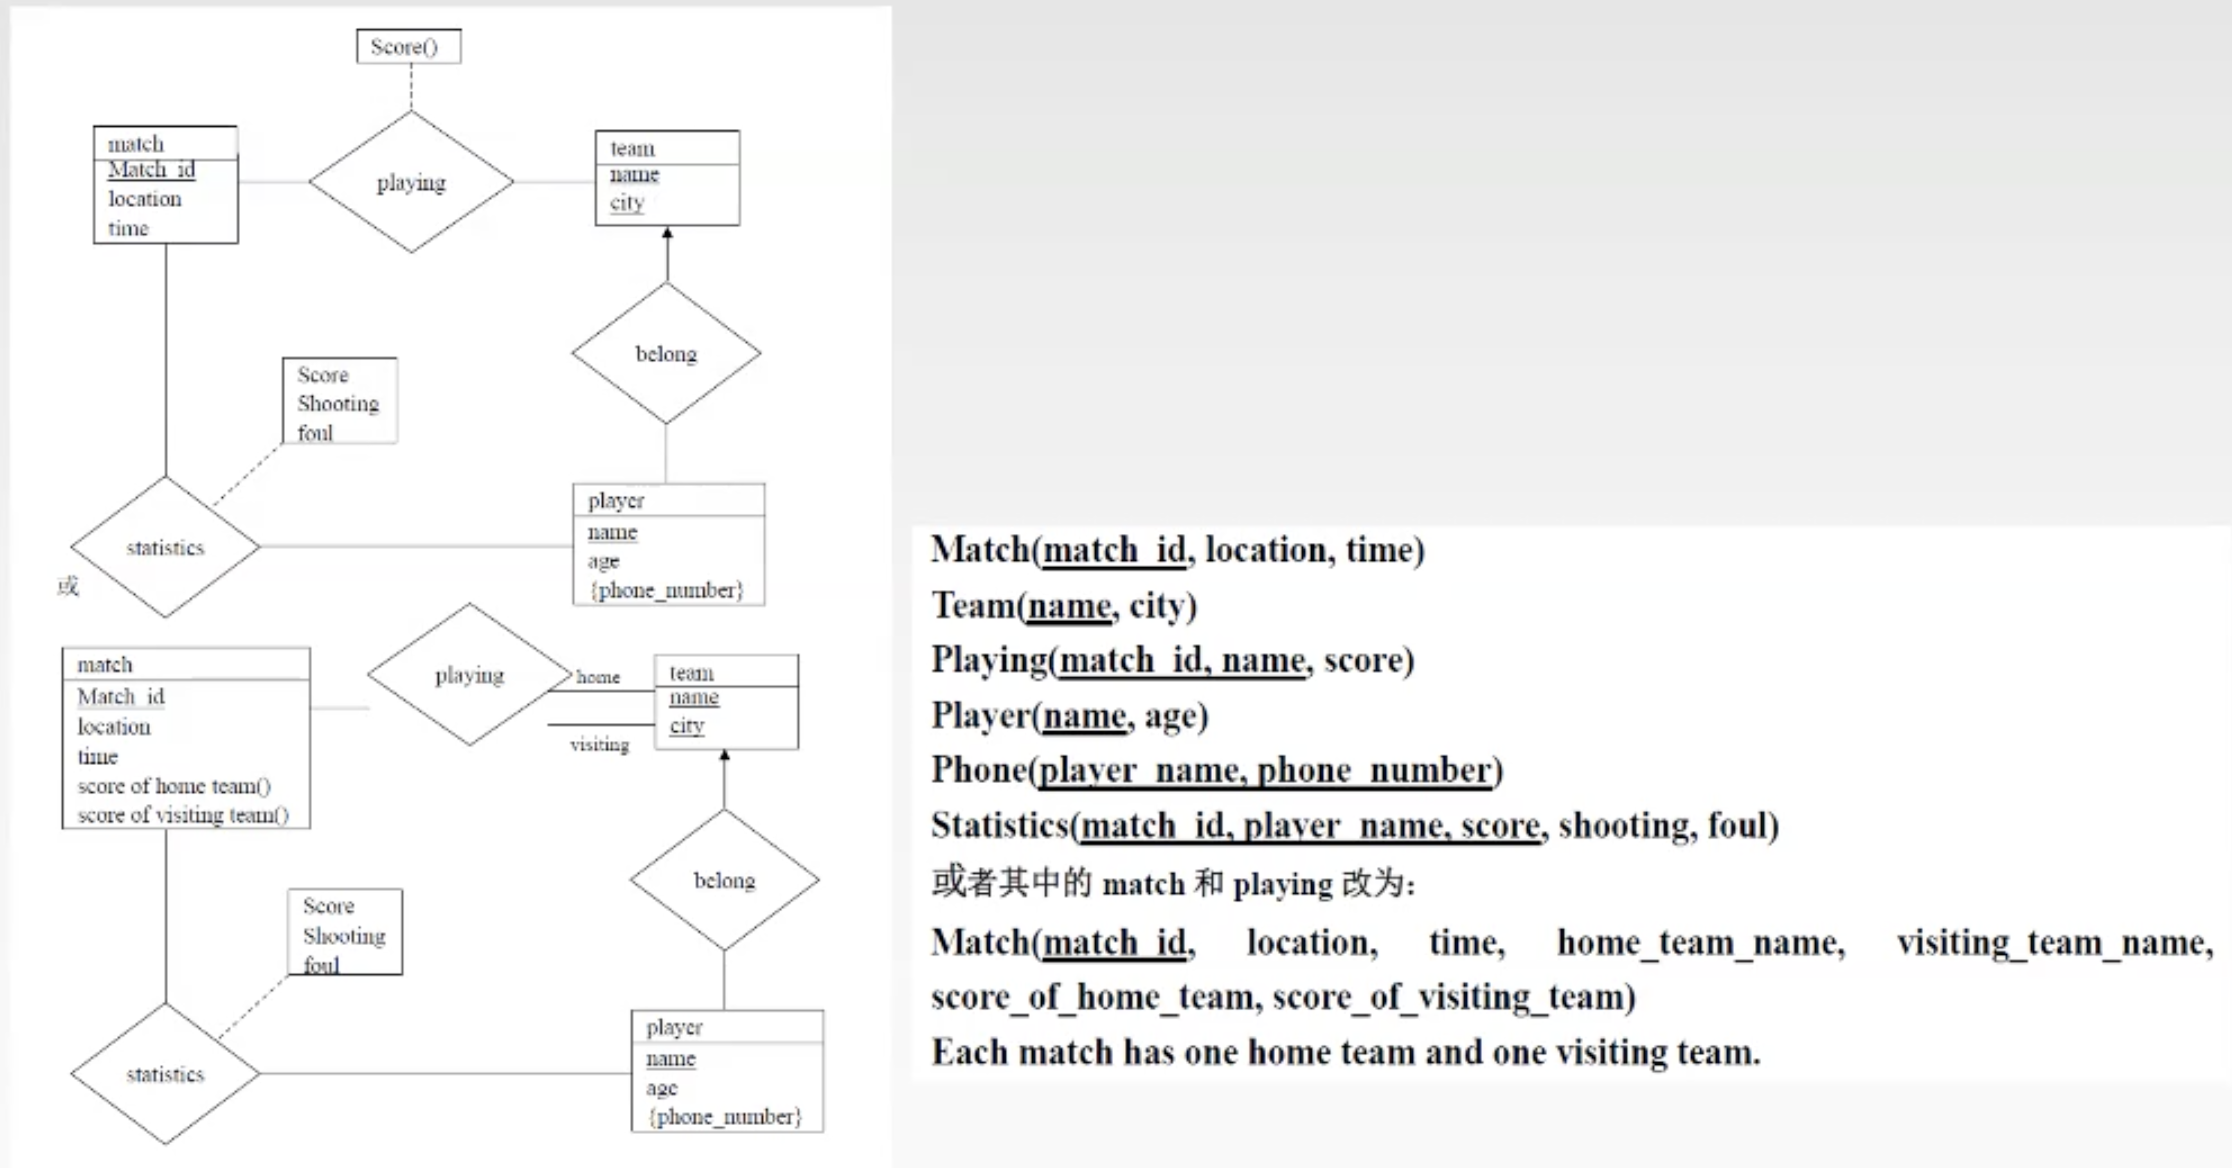 Score()
match
Match_id
location
time
playing
team
name
city
belong
Score
Shooting
foul
statistics
player
name
age
{phone_number}
或
match
Match_id
location
time
score of home team()
score of visiting team()
playing
home
visiting
team
name
city
belong
Score
Shooting
foul
statistics
player
name
age
{phone_number}
Match(match_id, location, time)
Team(name, city)
Playing(match_id, name, score)
Player(name, age)
Phone(player_name, phone_number)
Statistics(match_id, player_name, score, shooting, foul)
或者其中的 match 和 playing 改为：
Match(match_id, location, time, home_team_name, visiting_team_name,
score_of_home_team, score_of_visiting_team)
Each match has one home team and one visiting team.